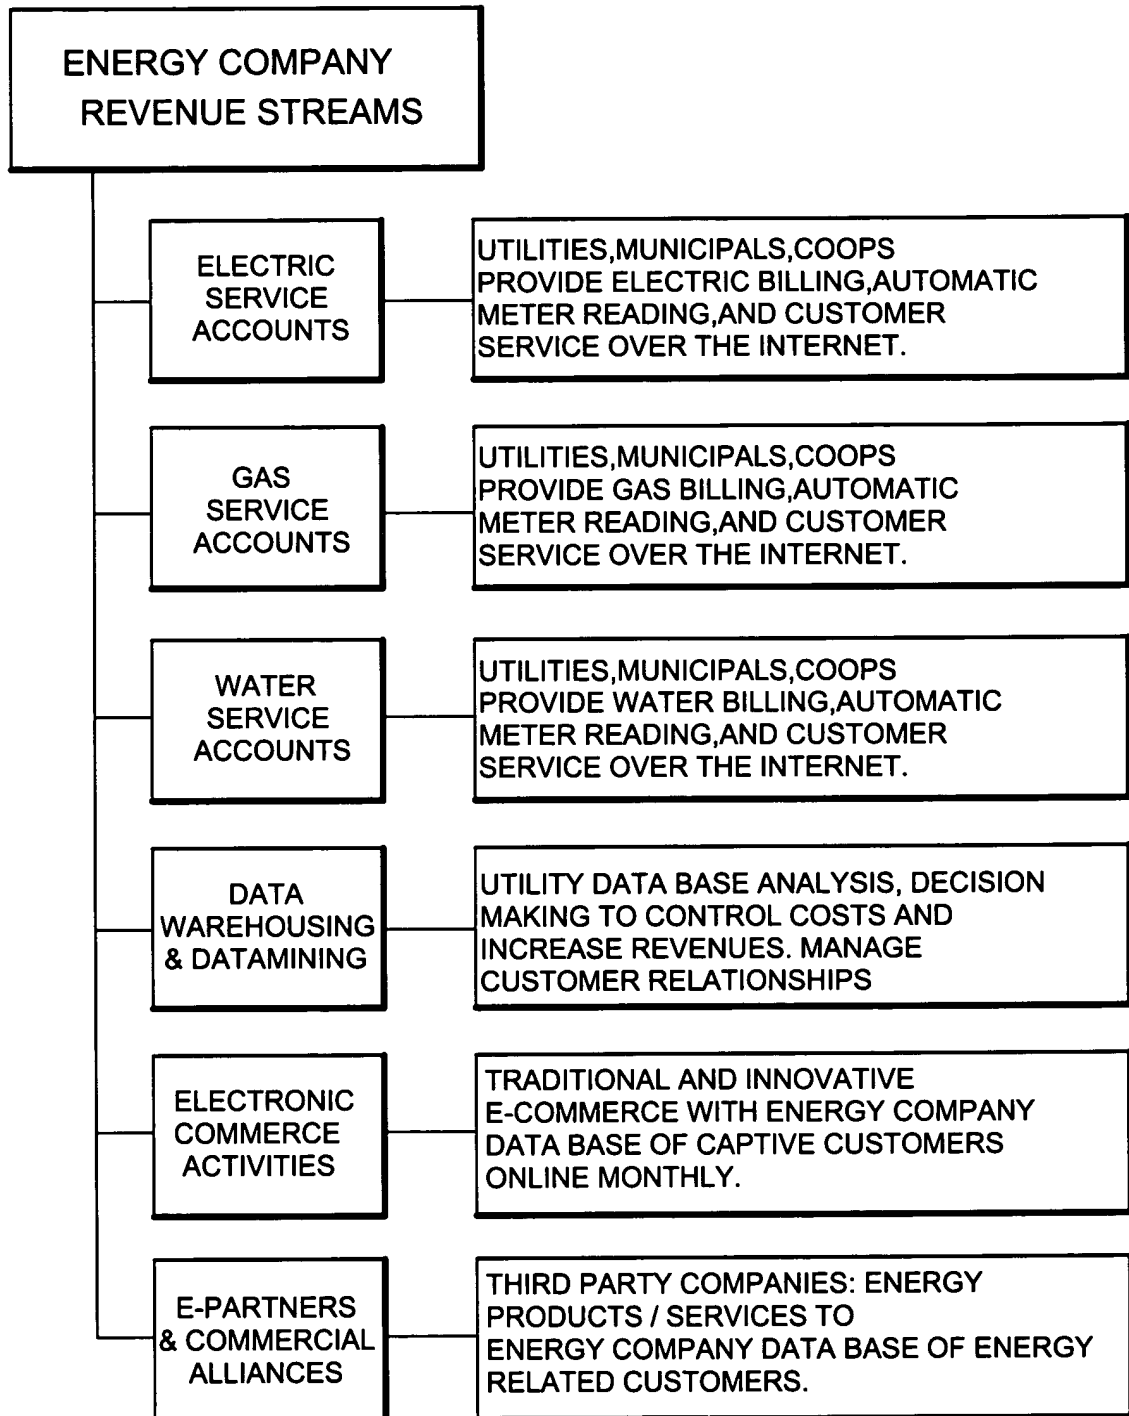 ENERGY COMPANY
REVENUE STREAMS
ELECTRIC
SERVICE
ACCOUNTS
UTILITIES,MUNICIPALS,COOPS
PROVIDE ELECTRIC BILLING,AUTOMATIC
METER READING,AND CUSTOMER
SERVICE OVER THE INTERNET.
GAS
SERVICE
ACCOUNTS
UTILITIES,MUNICIPALS,COOPS
PROVIDE GAS BILLING,AUTOMATIC
METER READING,AND CUSTOMER
SERVICE OVER THE INTERNET.
WATER
SERVICE
ACCOUNTS
UTILITIES,MUNICIPALS,COOPS
PROVIDE WATER BILLING,AUTOMATIC
METER READING,AND CUSTOMER
SERVICE OVER THE INTERNET.
DATA
WAREHOUSING
& DATAMINING
UTILITY DATA BASE ANALYSIS, DECISION
MAKING TO CONTROL COSTS AND
INCREASE REVENUES. MANAGE
CUSTOMER RELATIONSHIPS
ELECTRONIC
COMMERCE
ACTIVITIES
TRADITIONAL AND INNOVATIVE
E-COMMERCE WITH ENERGY COMPANY
DATA BASE OF CAPTIVE CUSTOMERS
ONLINE MONTHLY.
E-PARTNERS
& COMMERCIAL
ALLIANCES
THIRD PARTY COMPANIES: ENERGY
PRODUCTS / SERVICES TO
ENERGY COMPANY DATA BASE OF ENERGY
RELATED CUSTOMERS.